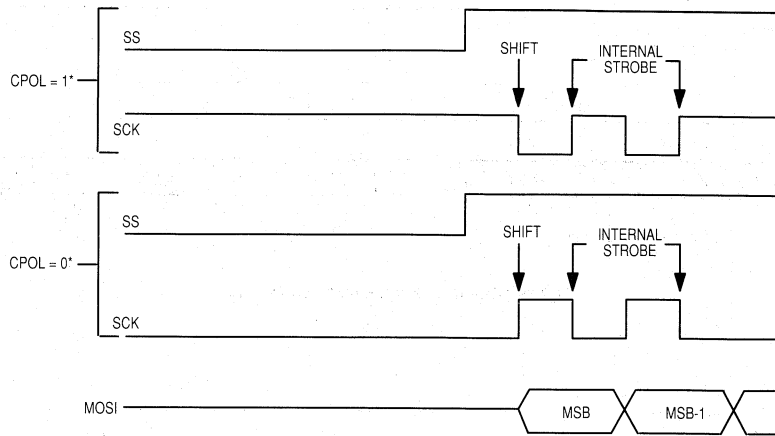 SS
SHIFT
INTERNAL
STROBE
CPOL = 1*
SCK
SS
SHIFT
INTERNAL
STROBE
CPOL = 0*
SCK
MOSI
MSB
MSB-1